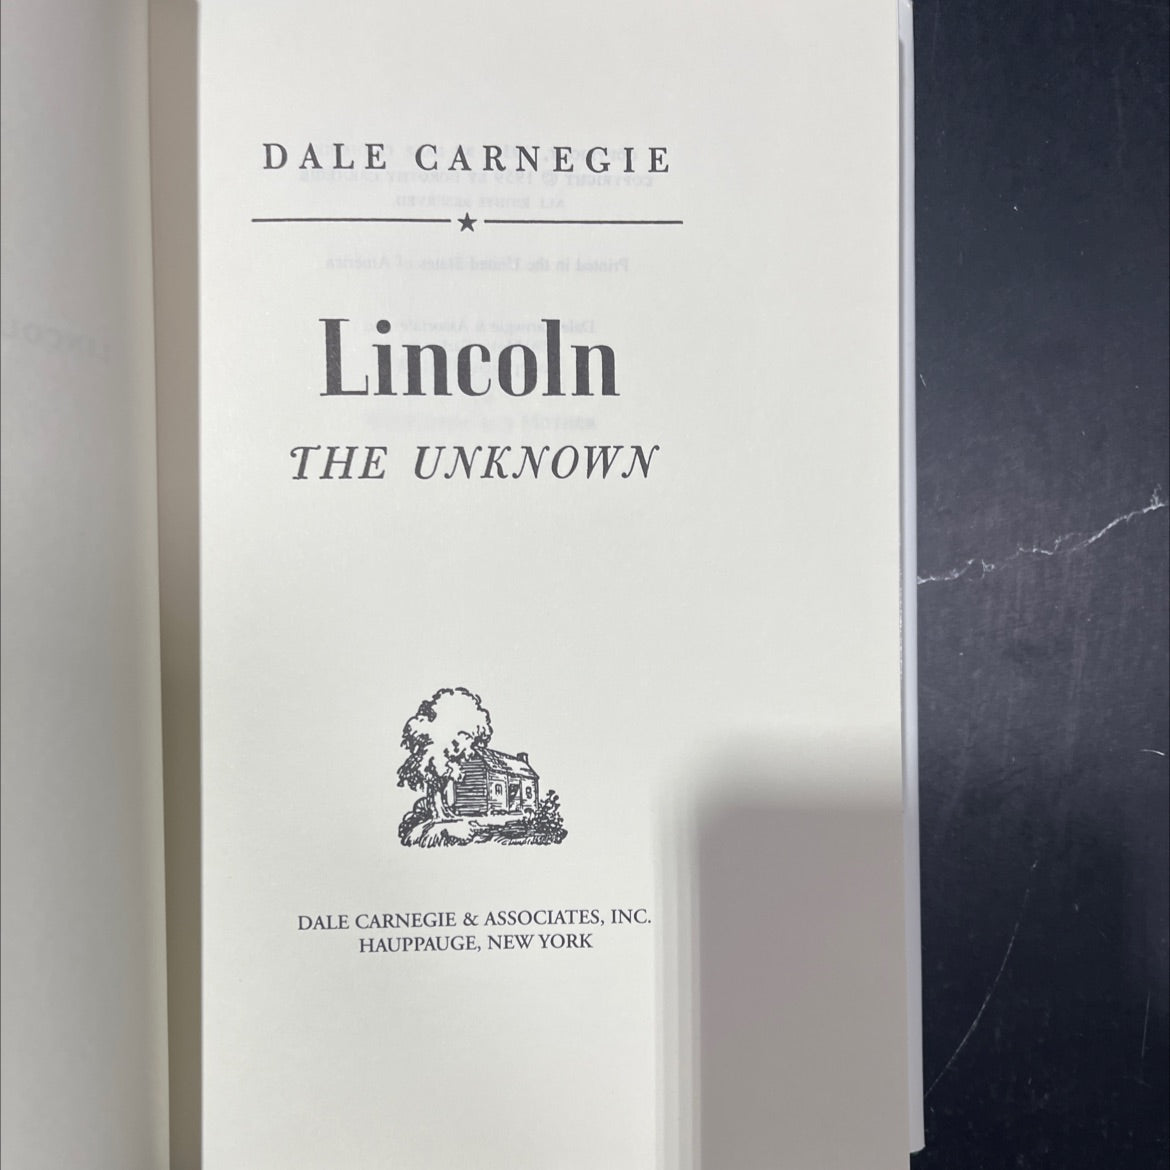 DALE CARNEGIE
Lincoln
THE UNKNOWN
DALE CARNEGIE & ASSOCIATES, INC.
HAUPPAUGE, NEW YORK